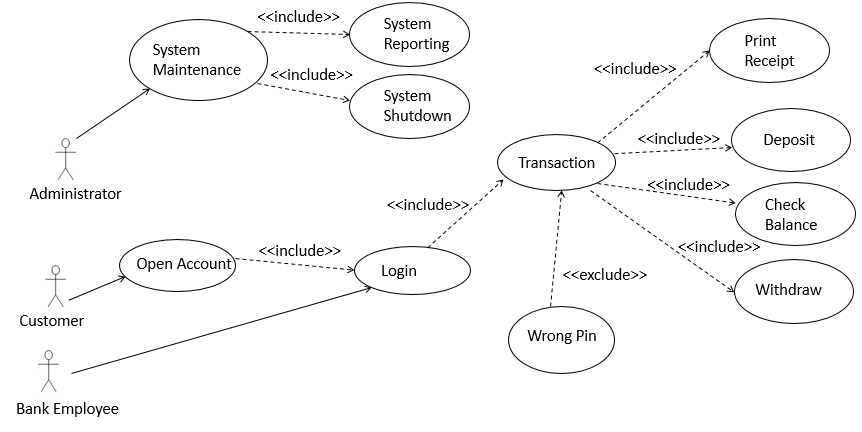 <<include>>
System
Reporting
System
Maintenance
<<include>>
System
Shutdown
Administrator
Print
Receipt
<<include>>
<<include>>
Deposit
Transaction
<<include>>
Check
Balance
<<include>>
<<include>>
Withdraw
Open Account
<<include>>
Login
Customer
<<exclude>>
Wrong Pin
Bank Employee